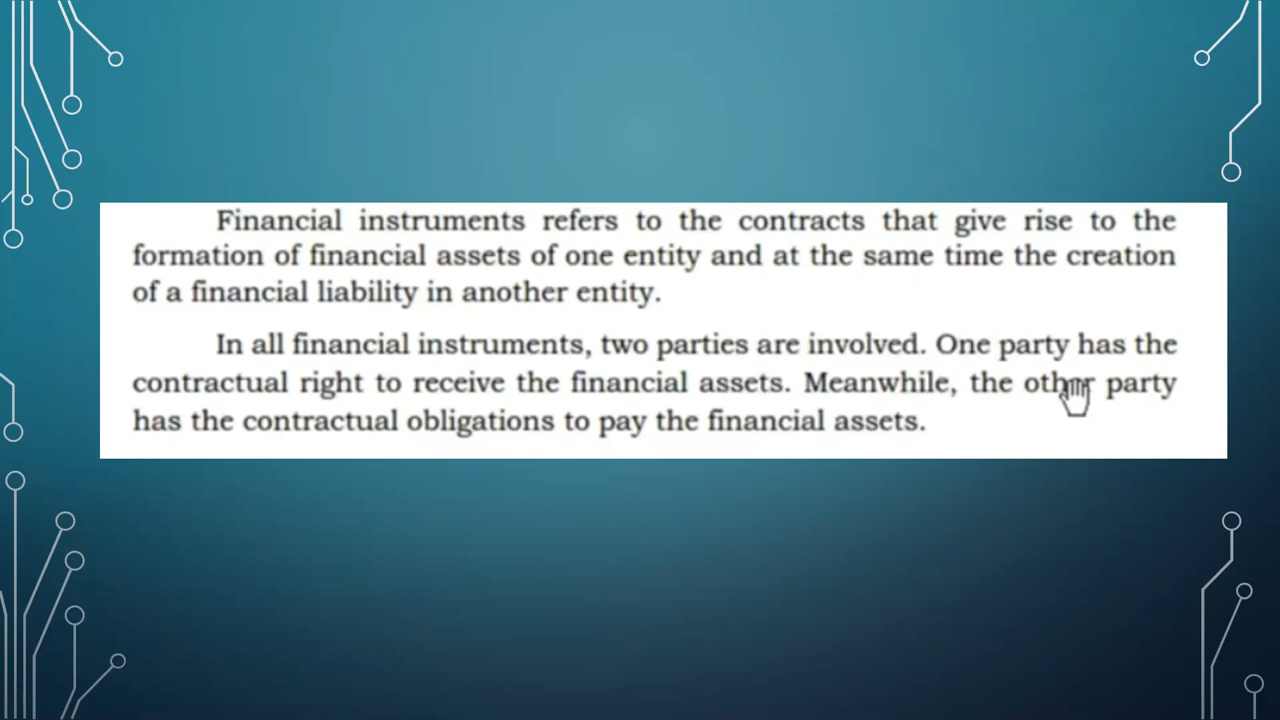 Financial instruments refers to the contracts that give rise to the
formation of financial assets of one entity and at the same time the creation
of a financial liability in another entity.
In all financial instruments, two parties are involved. One party has the
contractual right to receive the financial assets. Meanwhile, the other party
has the contractual obligations to pay the financial assets.